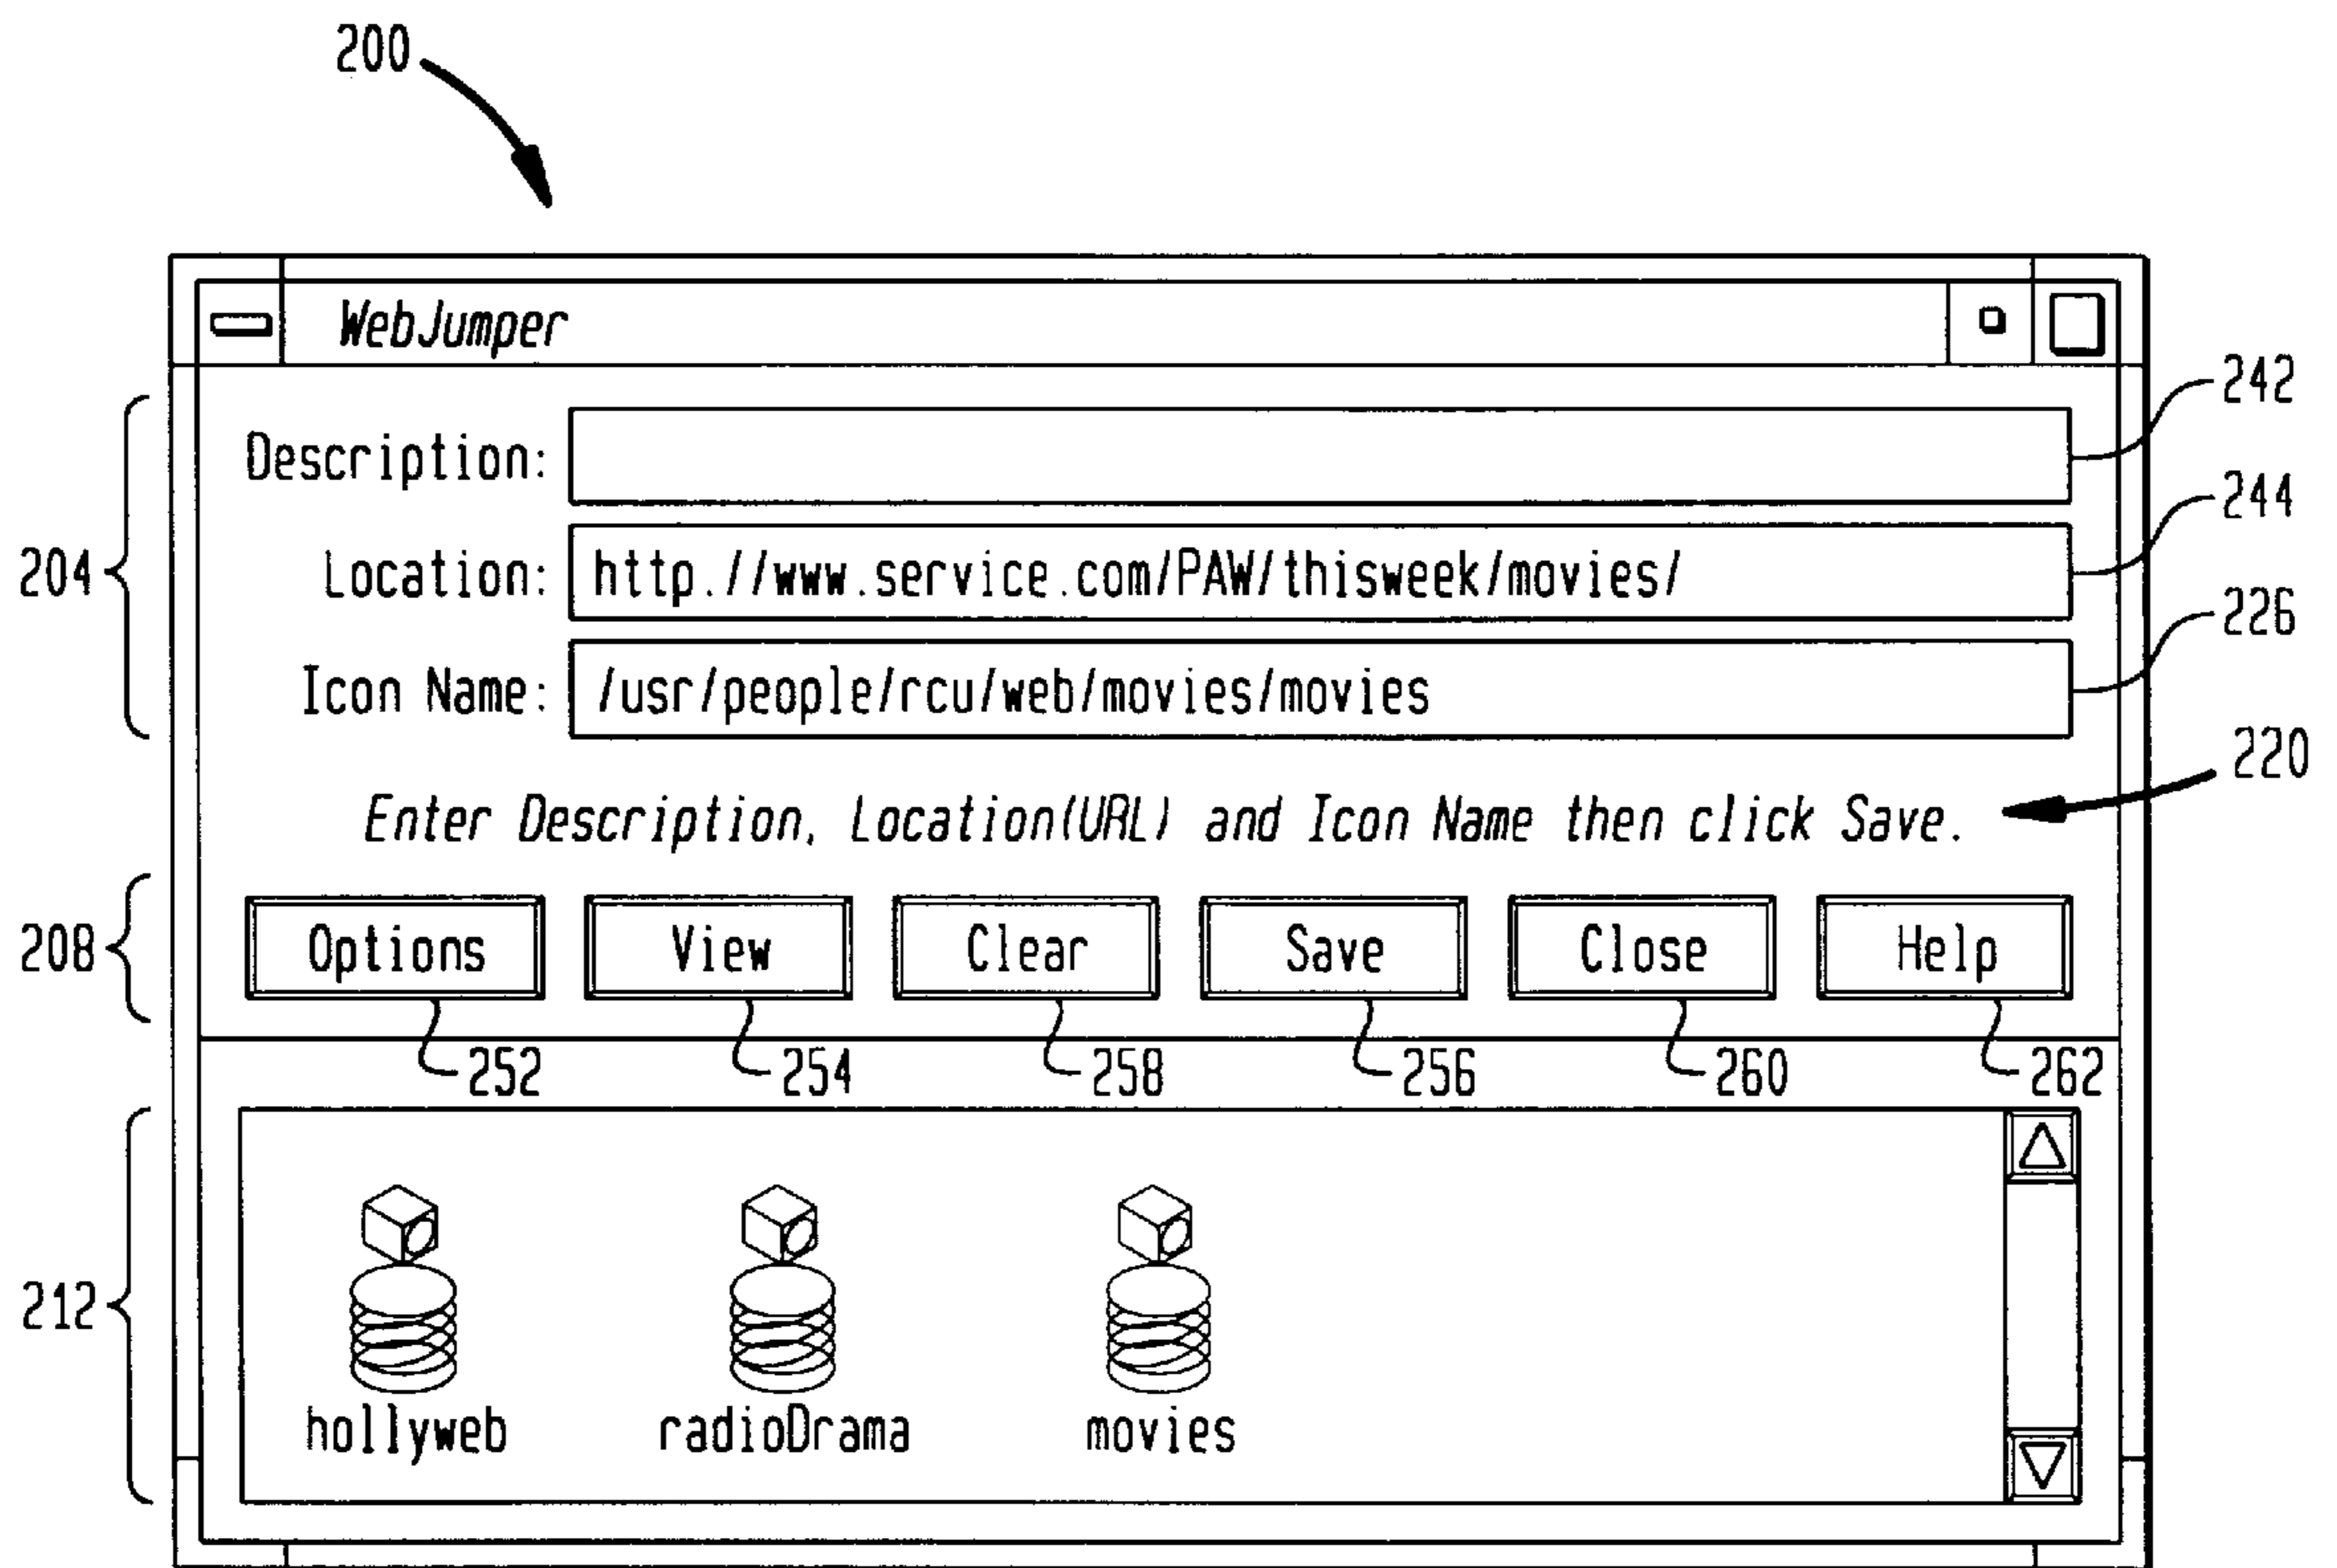 200
WebJumper
242
Description:
244
204
Location: http.//www.service.com/PAW/thisweek/movies/
226
Icon Name: /usr/people/rcu/web/movies/movies
220
Enter Description, Location(URL) and Icon Name then click Save.
208
Options View Clear Save Close Help
252 254 258 256 260 262
212
hollyweb radioDrama movies